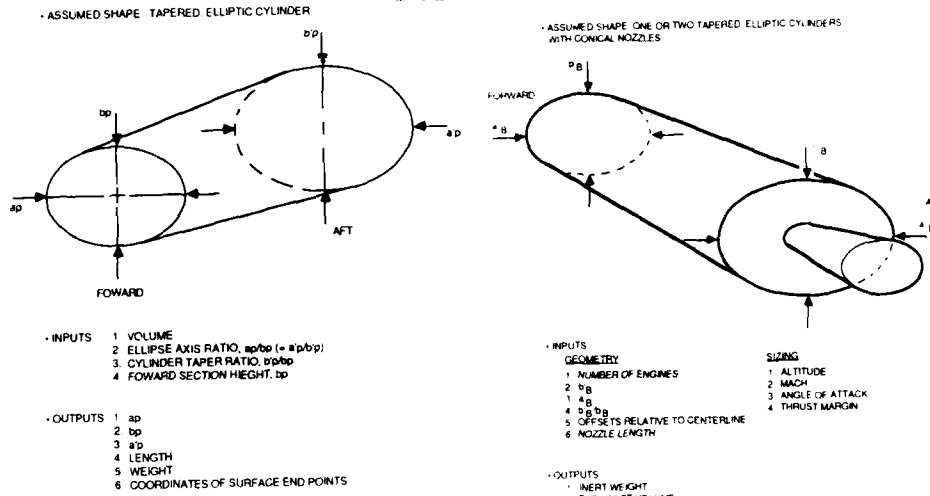 · ASSUMED SHAPE TAPERED ELLIPTIC CYLINDER
b'p
bp
a'p
ap
AFT
FOWARD
· INPUTS 1 VOLUME
2 ELLIPSE AXIS RATIO, ap/bp (= a'p/b'p)
3. CYLINDER TAPER RATIO, b'p/bp
4 FOWARD SECTION HIEGHT, bp
· OUTPUTS 1 ap
2 bp
3 a'p
4 LENGTH
5 WEIGHT
6 COORDINATES OF SURFACE END POINTS
· ASSUMED SHAPE ONE OR TWO TAPERED ELLIPTIC CYLINDERS
WITH CONICAL NOZZLES
FORWARD
a B
B
· INPUTS
GEOMETRY
1 NUMBER OF ENGINES
2 b'B
1 a B
4 b'B b B
5 OFFSETS RELATIVE TO CENTERLINE
6 NOZZLE LENGTH
SIZING
1 ALTITUDE
2 MACH
3 ANGLE OF ATTACK
4 THRUST MARGIN
· OUTPUTS
INERT WEIGHT